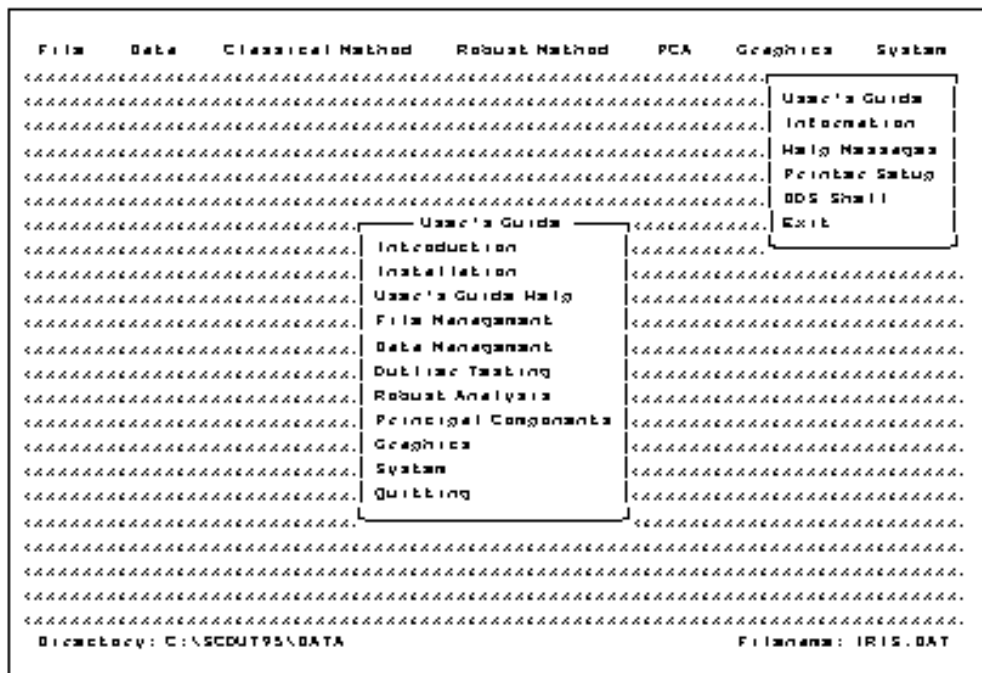 File Data Classical Method Robust Method PCA Graphics System
User's Guide
Information
Help Messages
Printer Setup
DOS Shell
Exit
User's Guide
Introduction
Installation
User's Guide Help
File Management
Data Management
Outlier Testing
Robust Analysis
Principal Components
Graphics
System
Quitting
Directory: C:\SCOUT95\DATA Filename: IRIS.DAT